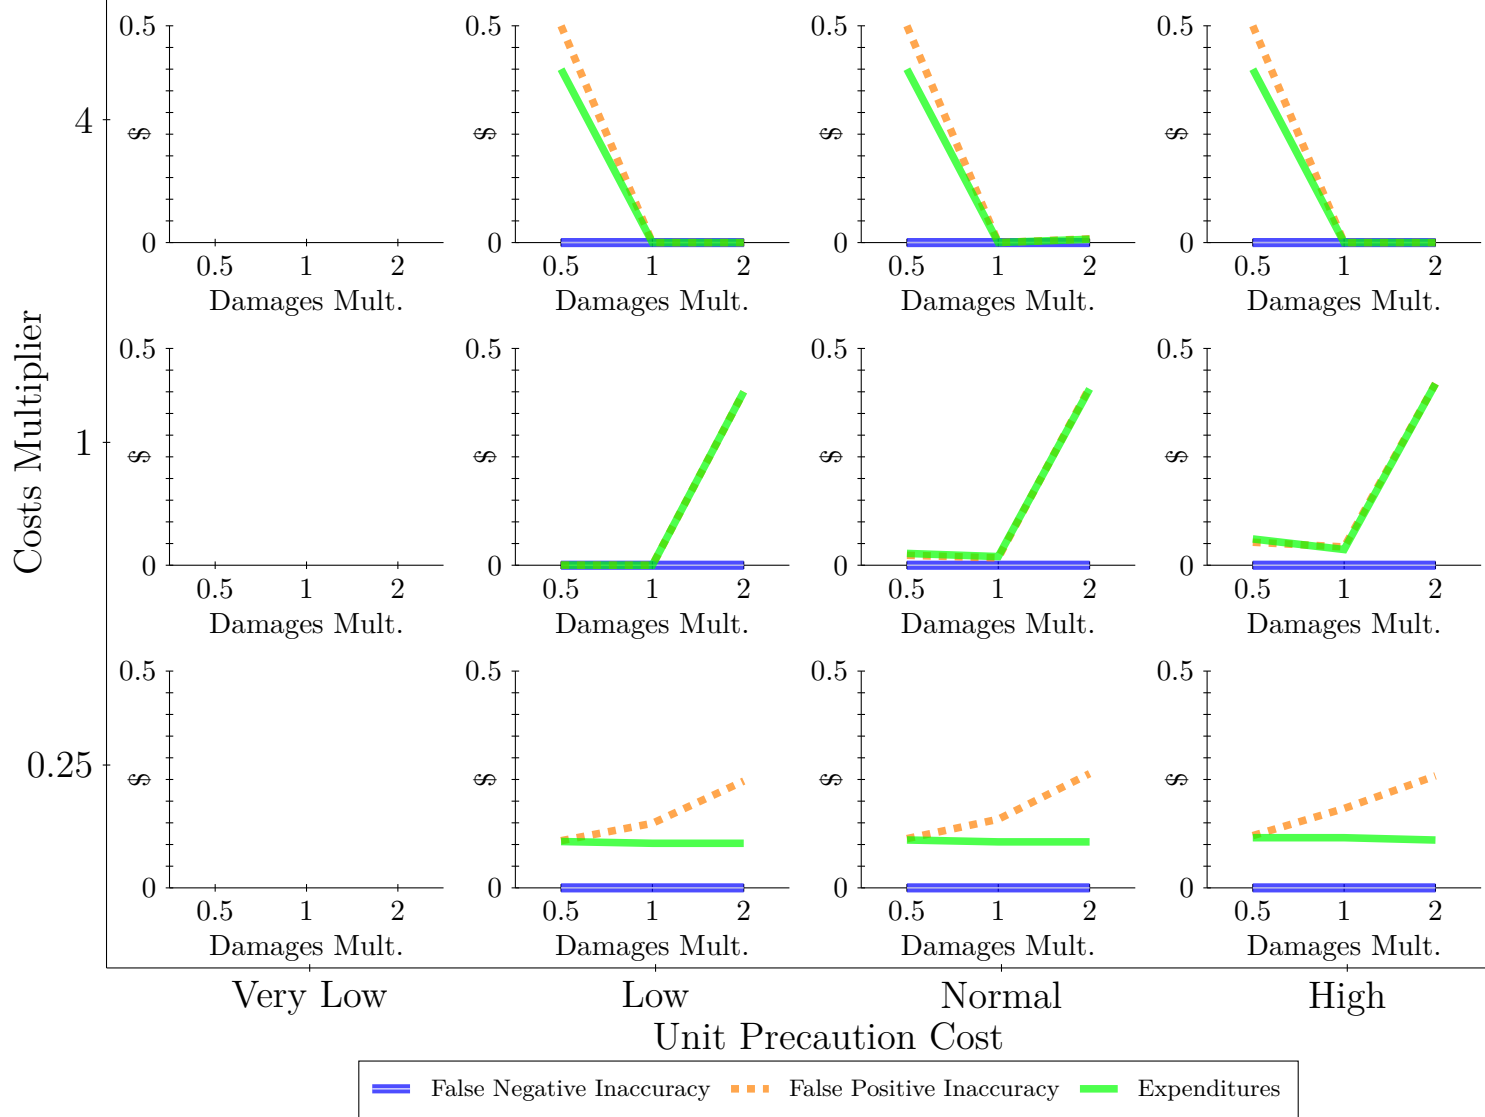 0.5 0.5 0.5 0.5
4 $ $ $ $
0 0 0 0
0.5 1 2 0.5 1 2 0.5 1 2 0.5 1 2
Damages Mult. Damages Mult. Damages Mult. Damages Mult.
Costs Multiplier
0.5 0.5 0.5 0.5
1 $ $ $ $
0 0 0 0
0.5 1 2 0.5 1 2 0.5 1 2 0.5 1 2
Damages Mult. Damages Mult. Damages Mult. Damages Mult.
0.5 0.5 0.5 0.5
0.25 $ $ $ $
0 0 0 0
0.5 1 2 0.5 1 2 0.5 1 2 0.5 1 2
Damages Mult. Damages Mult. Damages Mult. Damages Mult.
Very Low Low Normal High
Unit Precaution Cost
False Negative Inaccuracy False Positive Inaccuracy Expenditures